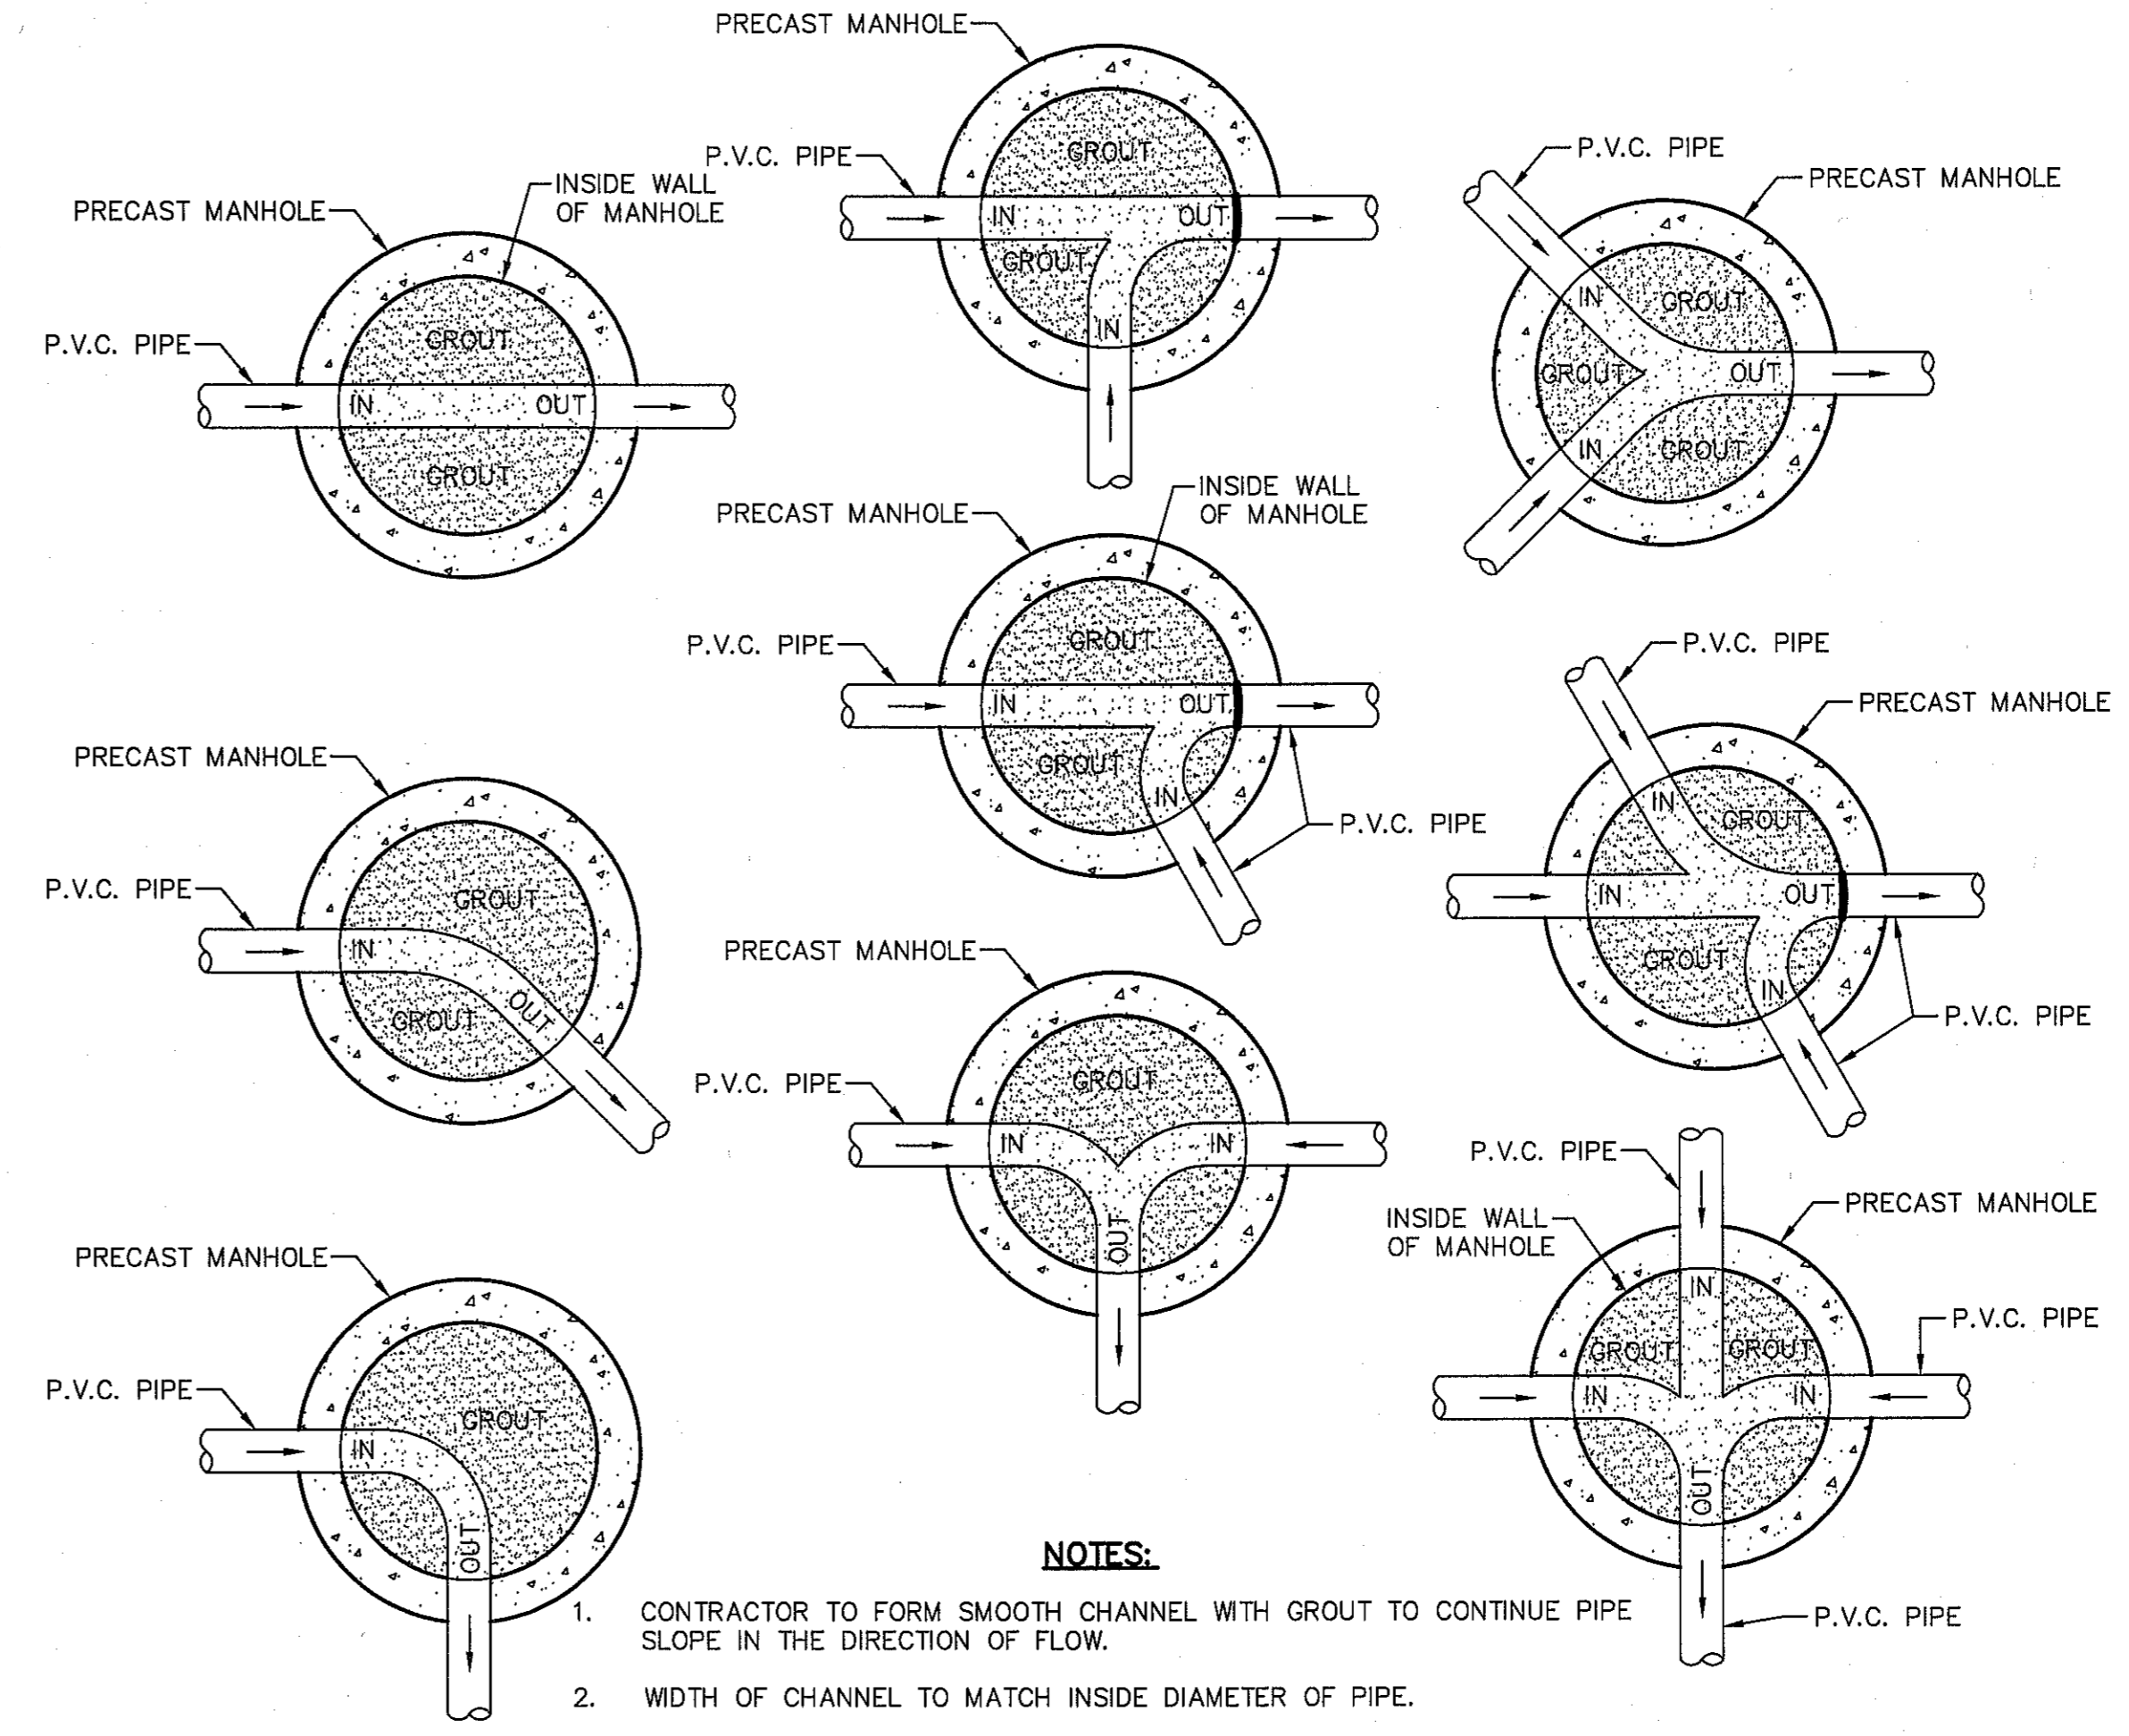 PRECAST MANHOLE
INSIDE WALL
OF MANHOLE
P.V.C. PIPE
GROUT
IN
OUT
GROUT
PRECAST MANHOLE
P.V.C. PIPE
GROUT
IN
OUT
GROUT
PRECAST MANHOLE
P.V.C. PIPE
GROUT
IN
OUT
PRECAST MANHOLE
P.V.C. PIPE
GROUT
IN
OUT
GROUT
IN
PRECAST MANHOLE
INSIDE WALL
OF MANHOLE
P.V.C. PIPE
GROUT
IN
OUT
GROUT
IN
P.V.C. PIPE
PRECAST MANHOLE
P.V.C. PIPE
GROUT
IN
IN
OUT
P.V.C. PIPE
PRECAST MANHOLE
IN
GROUT
GROUT
OUT
IN
GROUT
P.V.C. PIPE
PRECAST MANHOLE
IN
GROUT
IN
OUT
GROUT
IN
P.V.C. PIPE
P.V.C. PIPE
PRECAST MANHOLE
INSIDE WALL
OF MANHOLE
IN
P.V.C. PIPE
GROUT
GROUT
IN
IN
OUT
P.V.C. PIPE
NOTES:
1. CONTRACTOR TO FORM SMOOTH CHANNEL WITH GROUT TO CONTINUE PIPE
SLOPE IN THE DIRECTION OF FLOW.
2. WIDTH OF CHANNEL TO MATCH INSIDE DIAMETER OF PIPE.